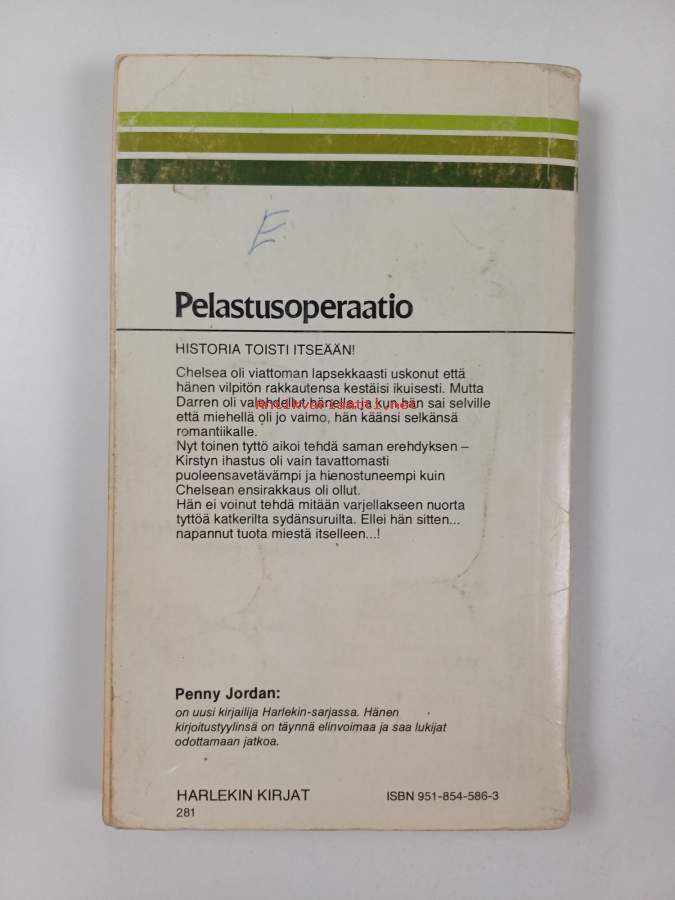 E
Pelastusoperaatio
HISTORIA TOISTI ITSEÄÄN!
Chelsea oli viattoman lapsekkaasti uskonut että
hänen vilpitön rakkautensa kestäisi ikuisesti. Mutta
Darren oli valehdellut hänelle, ja kun hän sai selville
Antikvariaatti.net
että miehellä oli jo vaimo, hän käänsi selkänsä
romantiikalle.
Nyt toinen tyttö aikoi tehdä saman erehdyksen –
Kirstyn ihastus oli vain tavattomasti
puoleensavetävämpi ja hienostuneempi kuin
Chelsean ensirakkaus oli ollut.
Hän ei voinut tehdä mitään varjellakseen nuorta
tyttöä katkerilta sydänsuruilta. Ellei hän sitten...
napannut tuota miestä itselleen...!
Penny Jordan:
on uusi kirjailija Harlekin-sarjassa. Hänen
kirjoitustyylinsä on täynnä elinvoimaa ja saa lukijat
odottamaan jatkoa.
HARLEKIN KIRJAT ISBN 951-854-586-3
281